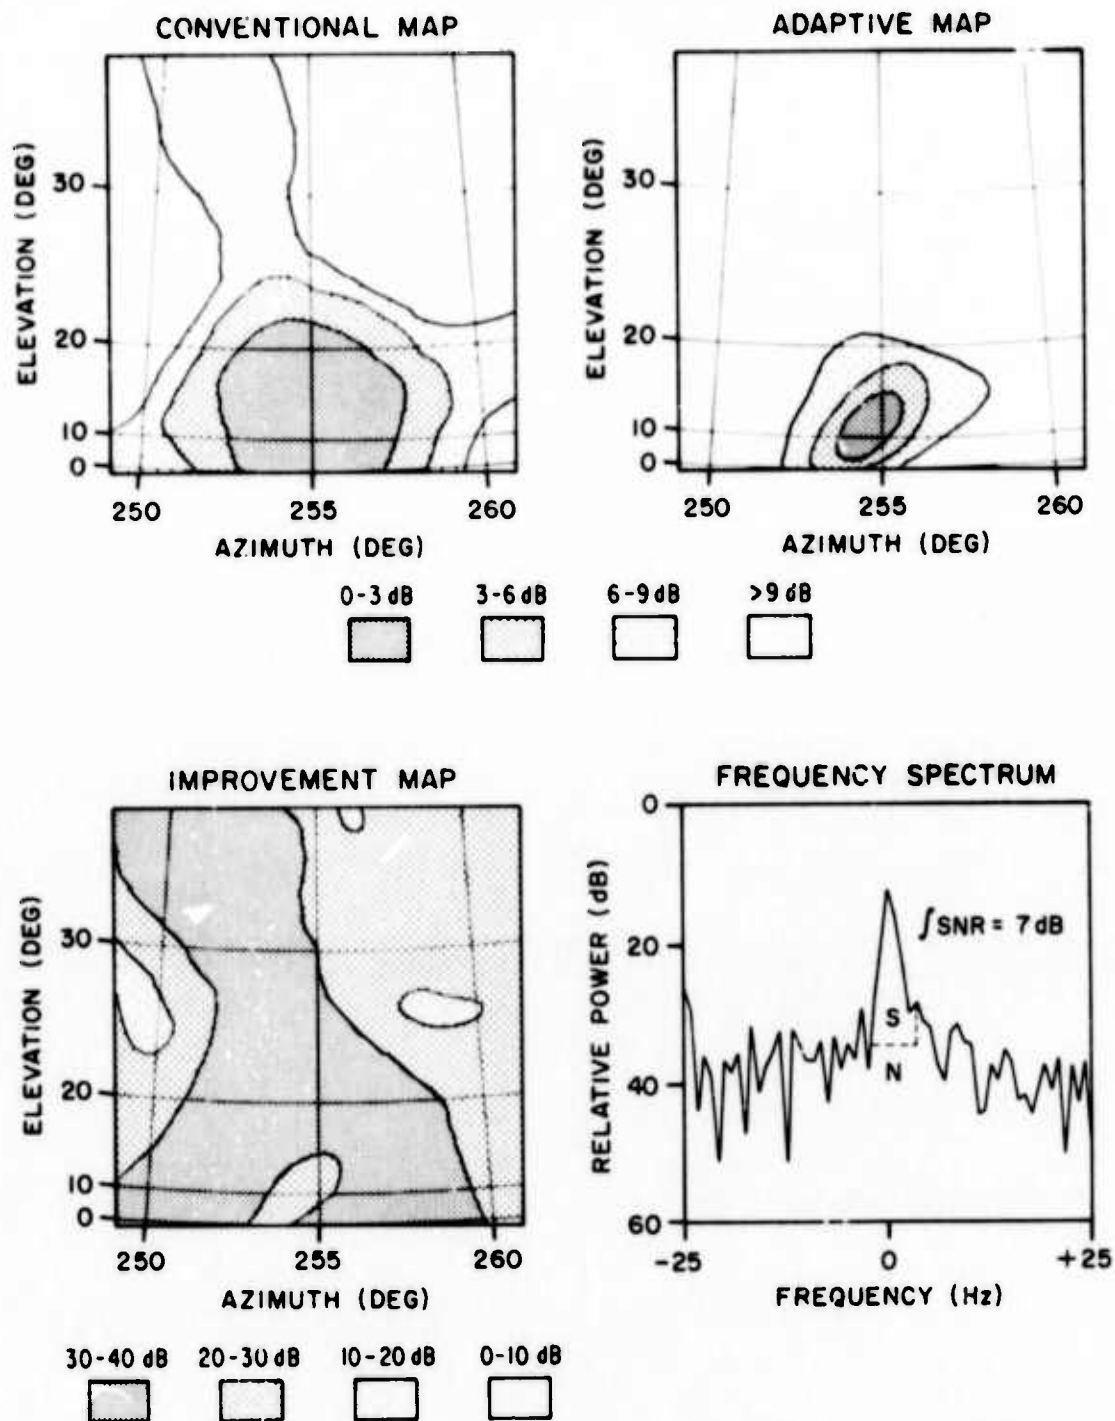 CONVENTIONAL MAP
ELEVATION (DEG)
30
20
10
0
250 255 260
AZIMUTH (DEG)
ADAPTIVE MAP
ELEVATION (DEG)
30
20
10
0
250 255 260
AZIMUTH (DEG)
0-3 dB 3-6 dB 6-9 dB >9 dB
IMPROVEMENT MAP
ELEVATION (DEG)
30
20
10
0
250 255 260
AZIMUTH (DEG)
30-40 dB 20-30 dB 10-20 dB 0-10 dB
FREQUENCY SPECTRUM
RELATIVE POWER (dB)
0
20
40
60
∫SNR = 7 dB
S
N
-25 0 +25
FREQUENCY (Hz)